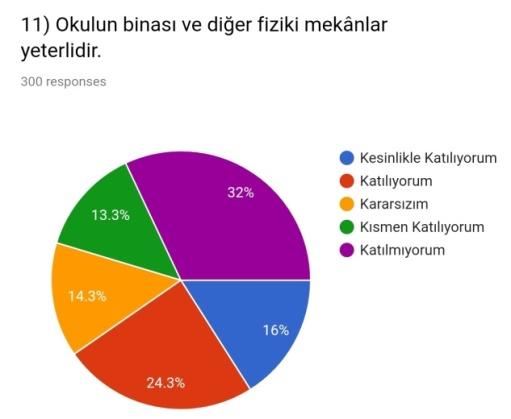 11) Okulun binası ve diğer fiziki mekânlar
yeterlidir.
300 responses
Kesinlikle Katılıyorum
Katılıyorum
Kararsızım
Kısmen Katılıyorum
Katılmıyorum
32%
13.3%
14.3%
16%
24.3%